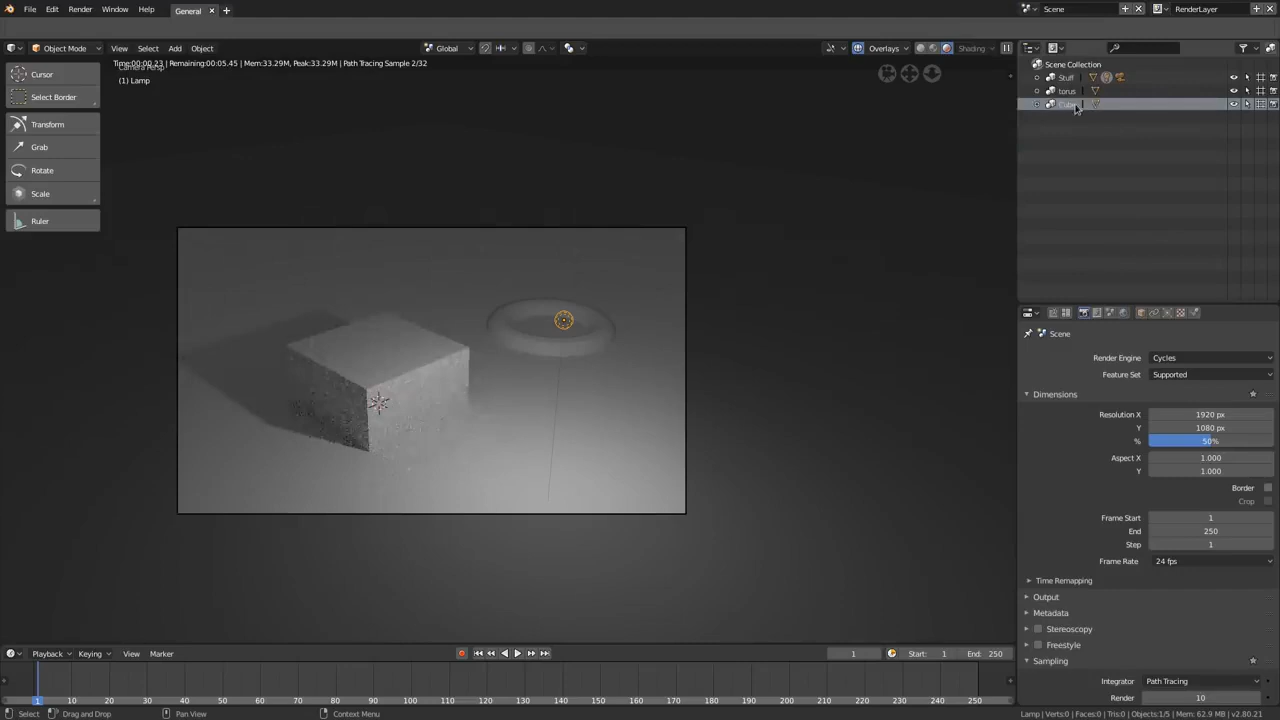 File Edit Render Window Help General Scene RenderLayer
Object Mode View Select Add Object Global Overlays Shading
Time:00:00.23 | Remaining:00:05.45 | Mem:33.29M, Peak:33.29M | Path Tracing Sample 2/32
(1) Lamp
Cursor
Select Border
Transform
Grab
Rotate
Scale
Ruler
Scene Collection
Stuff
torus
Scene
Render Engine Cycles
Feature Set Supported
Dimensions
Resolution X 1920 px
Y 1080 px
% 50%
Aspect X 1.000
Y 1.000
Border
Crop
Frame Start 1
End 250
Step 1
Frame Rate 24 fps
Time Remapping
Output
Metadata
Stereoscopy
Freestyle
Sampling
Integrator Path Tracing
Render 10
Playback Keying View Marker 1 Start: 1 End: 250
1 10 20 30 40 50 60 70 80 90 100 110 120 130 140 150 160 170 180 190 200 210 220 230 240 250
Select Drag and Drop Pan View Context Menu Lamp | Verts:0 | Faces:0 | Tris:0 | Objects:1/5 | Mem: 62.9 MB | v2.80.21